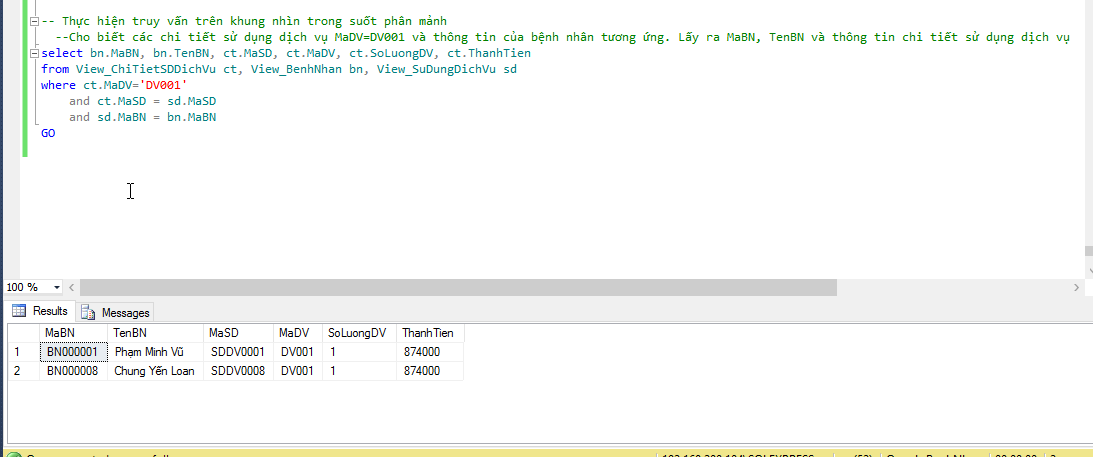 -- Thực hiện truy vấn trên khung nhìn trong suốt phân mảnh
--Cho biết các chi tiết sử dụng dịch vụ MaDV=DV001 và thông tin của bệnh nhân tương ứng. Lấy ra MaBN, TenBN và thông tin chi tiết sử dụng dịch vụ
select bn.MaBN, bn.TenBN, ct.MaSD, ct.MaDV, ct.SoLuongDV, ct.ThanhTien
from View_ChiTietSDDichVu ct, View_BenhNhan bn, View_SuDungDichVu sd
where ct.MaDV='DV001'
and ct.MaSD = sd.MaSD
and sd.MaBN = bn.MaBN
GO
100 %
Results Messages
MaBN TenBN MaSD MaDV SoLuongDV ThanhTien
1 BN000001 Phạm Minh Vũ SDDV0001 DV001 1 874000
2 BN000008 Chung Yến Loan SDDV0008 DV001 1 874000